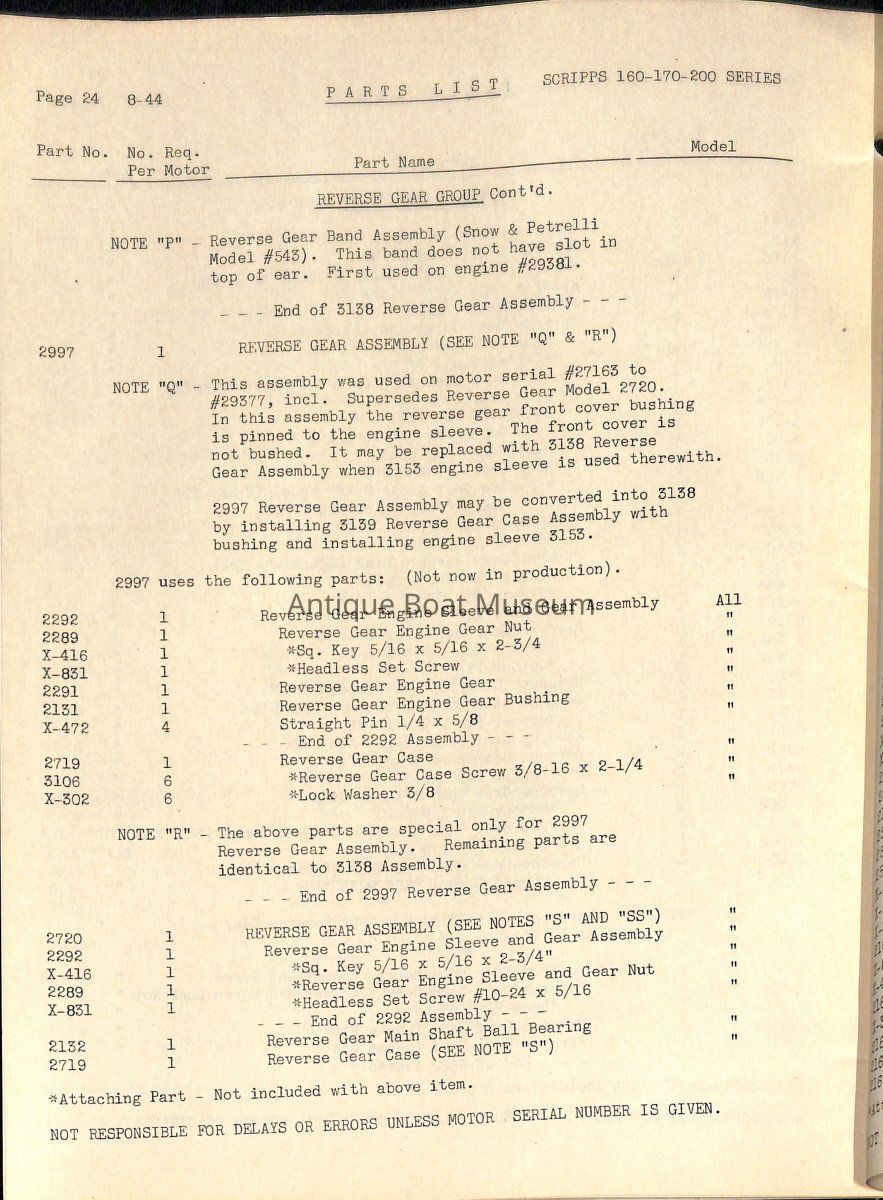 Page 24 8-44 PARTS LIST SCRIPPS 160-170-200 SERIES
Part No. No. Req. Per Motor Part Name Model
REVERSE GEAR GROUP Cont'd.
NOTE "P" - Reverse Gear Band Assembly (Snow & Petrelli
Model #543). This band does not have slot in
top of ear. First used on engine #29381.
- - - End of 3138 Reverse Gear Assembly - - -
2997 1 REVERSE GEAR ASSEMBLY (SEE NOTE "Q" & "R")
NOTE "Q" - This assembly was used on motor serial #27163 to
#29377, incl. Supersedes Reverse Gear Model 2720.
In this assembly the reverse gear front cover bushing
is pinned to the engine sleeve. The front cover is
not bushed. It may be replaced with 3138 Reverse
Gear Assembly when 3153 engine sleeve is used therewith.
2997 Reverse Gear Assembly may be converted into 3138
by installing 3139 Reverse Gear Case Assembly with
bushing and installing engine sleeve 3153.
2997 uses the following parts: (Not now in production).
Antique Boat Museum
2292 1 Reverse Gear Engine Sleeve and Gear Assembly All
2289 1 Reverse Gear Engine Gear Nut "
X-416 1 *Sq. Key 5/16 x 5/16 x 2-3/4 "
X-831 1 *Headless Set Screw "
2291 1 Reverse Gear Engine Gear "
2131 1 Reverse Gear Engine Gear Bushing "
X-472 4 Straight Pin 1/4 x 5/8 "
- - - End of 2292 Assembly - - -
2719 1 Reverse Gear Case "
3106 6 *Reverse Gear Case Screw 3/8-16 x 2-1/4 "
X-302 6 *Lock Washer 3/8 "
NOTE "R" - The above parts are special only for 2997
Reverse Gear Assembly. Remaining parts are
identical to 3138 Assembly.
- - - End of 2997 Reverse Gear Assembly - - -
2720 1 REVERSE GEAR ASSEMBLY (SEE NOTES "S" AND "SS") "
2292 1 Reverse Gear Engine Sleeve and Gear Assembly "
X-416 1 *Sq. Key 5/16 x 5/16 x 2-3/4" "
2289 1 *Reverse Gear Engine Sleeve and Gear Nut "
X-831 1 *Headless Set Screw #10-24 x 5/16 "
- - - End of 2292 Assembly - - -
2132 1 Reverse Gear Main Shaft Ball Bearing "
2719 1 Reverse Gear Case (SEE NOTE "S") "
*Attaching Part - Not included with above item.
NOT RESPONSIBLE FOR DELAYS OR ERRORS UNLESS MOTOR SERIAL NUMBER IS GIVEN.